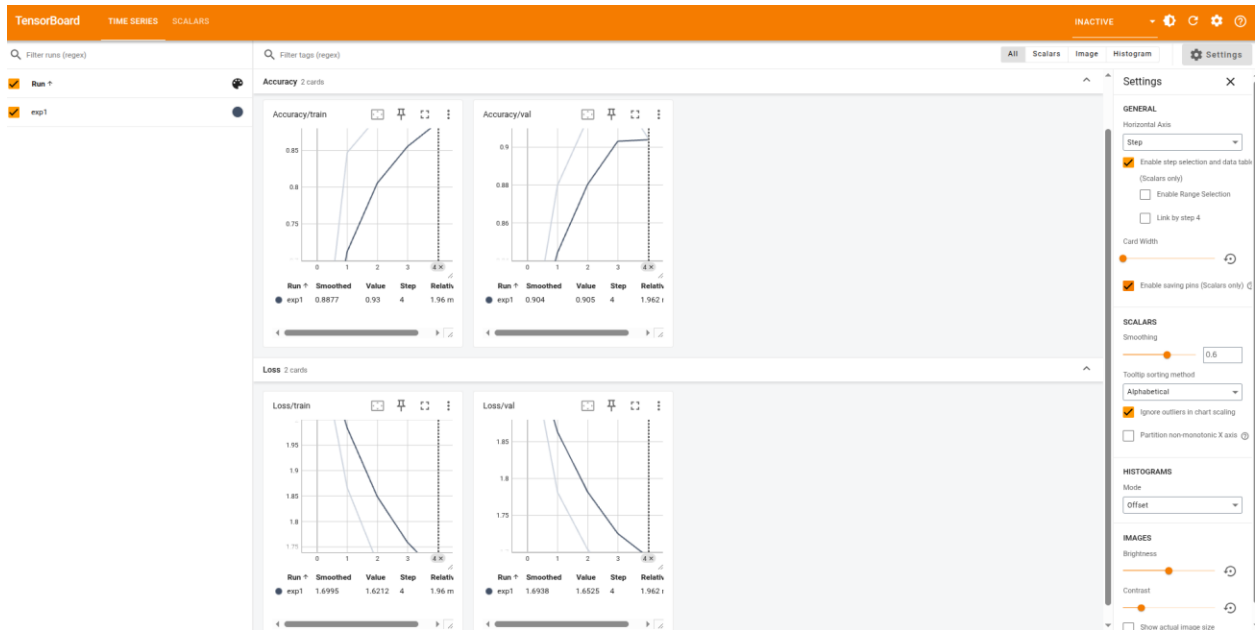 TensorBoard TIME SERIES SCALARS INACTIVE
Filter runs (regex)
Run ↑
exp1
Filter tags (regex) All Scalars Image Histogram Settings
Accuracy 2 cards
Accuracy/train
0.85
0.8
0.75
0 1 2 3 4 ×
Run ↑ Smoothed Value Step Relativ
exp1 0.8877 0.93 4 1.96 m
Accuracy/val
0.9
0.88
0.86
0 1 2 3 4 ×
Run ↑ Smoothed Value Step Relativ
exp1 0.904 0.905 4 1.962 r
Loss 2 cards
Loss/train
1.95
1.9
1.85
1.8
1.75
0 1 2 3 4 ×
Run ↑ Smoothed Value Step Relativ
exp1 1.6995 1.6212 4 1.96 m
Loss/val
1.85
1.8
1.75
0 1 2 3 4 ×
Run ↑ Smoothed Value Step Relativ
exp1 1.6938 1.6525 4 1.962 r
Settings
GENERAL
Horizontal Axis
Step
Enable step selection and data table
(Scalars only)
Enable Range Selection
Link by step 4
Card Width
Enable saving pins (Scalars only)
SCALARS
Smoothing
0.6
Tooltip sorting method
Alphabetical
Ignore outliers in chart scaling
Partition non-monotonic X axis
HISTOGRAMS
Mode
Offset
IMAGES
Brightness
Contrast
Show actual image size